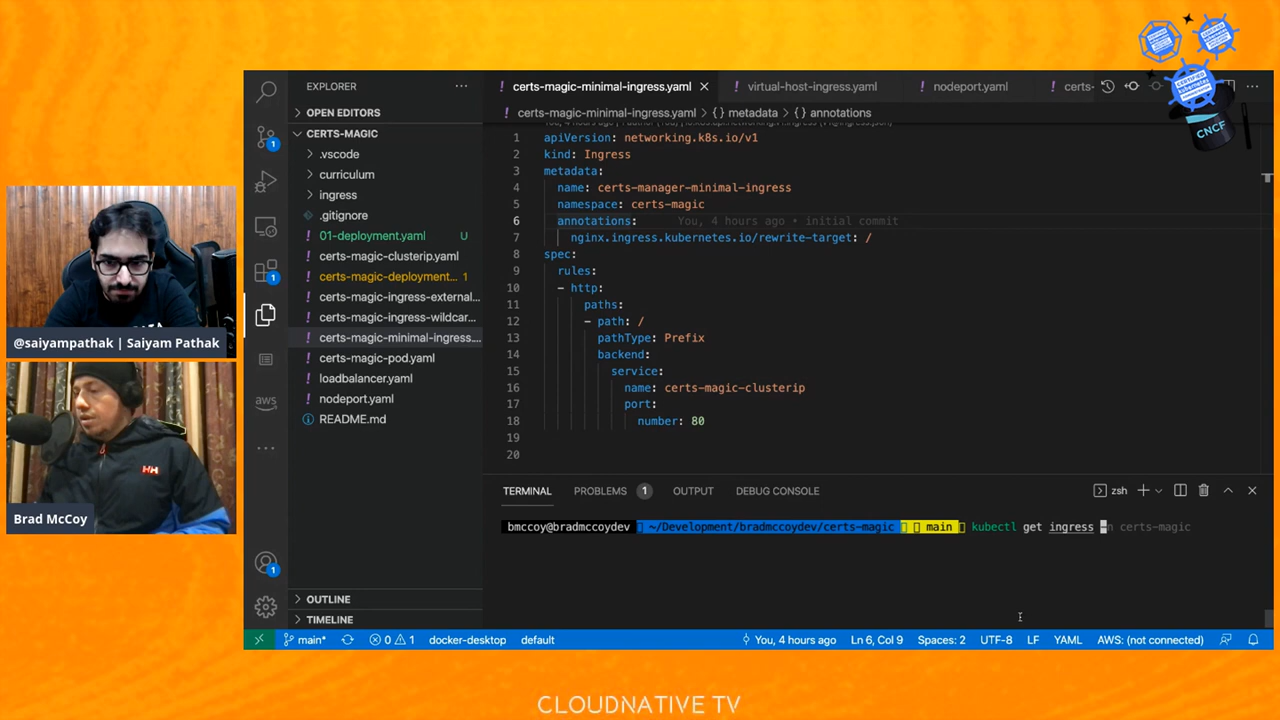 CNCF
EXPLORER
OPEN EDITORS
CERTS-MAGIC
.vscode
curriculum
ingress
.gitignore
! 01-deployment.yaml U
! certs-magic-clusterip.yaml
! certs-magic-deployment... 1
! certs-magic-ingress-external...
! certs-magic-ingress-wildcar...
! certs-magic-minimal-ingress....
! certs-magic-pod.yaml
! loadbalancer.yaml
! nodeport.yaml
README.md
OUTLINE
TIMELINE
! certs-magic-minimal-ingress.yaml
! virtual-host-ingress.yaml
! nodeport.yaml
! certs-
! certs-magic-minimal-ingress.yaml > {} metadata > {} annotations
1 apiVersion: networking.k8s.io/v1
2 kind: Ingress
3 metadata:
4 name: certs-manager-minimal-ingress
5 namespace: certs-magic
6 annotations: You, 4 hours ago • initial commit
7 nginx.ingress.kubernetes.io/rewrite-target: /
8 spec:
9 rules:
10 - http:
11 paths:
12 - path: /
13 pathType: Prefix
14 backend:
15 service:
16 name: certs-magic-clusterip
17 port:
18 number: 80
19
20
TERMINAL PROBLEMS 1 OUTPUT DEBUG CONSOLE zsh
bmccoy@bradmccoydev ~/Development/bradmccoydev/certs-magic main kubectl get ingress n certs-magic
main* 0 1 docker-desktop default You, 4 hours ago Ln 6, Col 9 Spaces: 2 UTF-8 LF YAML AWS: (not connected)
@saiyampathak | Saiyam Pathak
HH
Brad McCoy
aws
1
1
1
CLOUDNATIVE TV